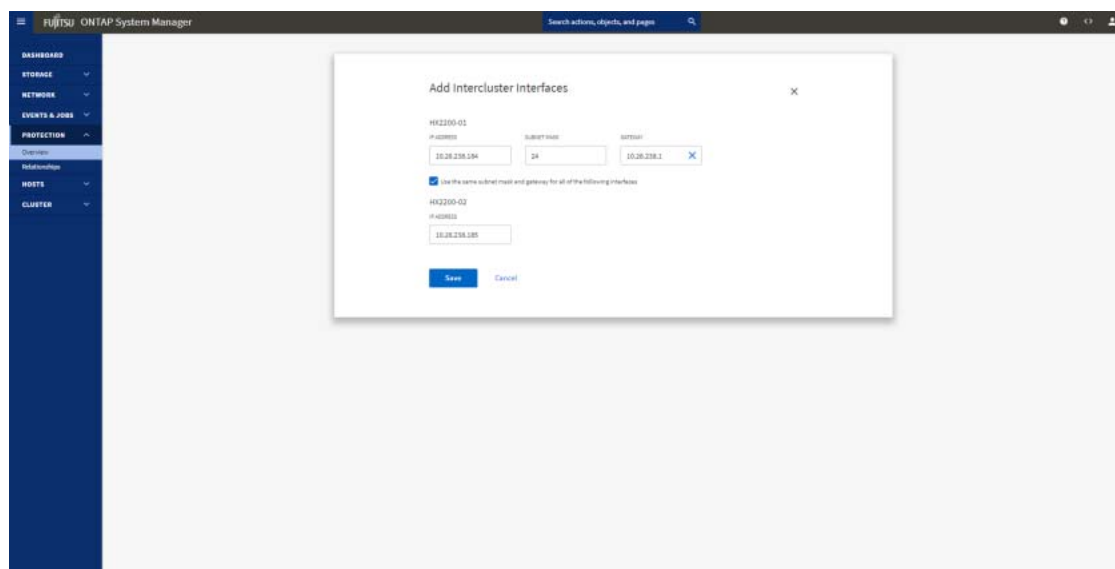 FUJITSU ONTAP System Manager
Search actions, objects, and pages
DASHBOARD
STORAGE
NETWORK
EVENTS & JOBS
PROTECTION
Overview
Relationships
HOSTS
CLUSTER
Add Intercluster Interfaces
HX2200-01
IP ADDRESS SUBNET MASK GATEWAY
10.26.238.184 24 10.26.238.1
Use the same subnet mask and gateway for all of the following interfaces
HX2200-02
IP ADDRESS
10.26.238.185
Save Cancel